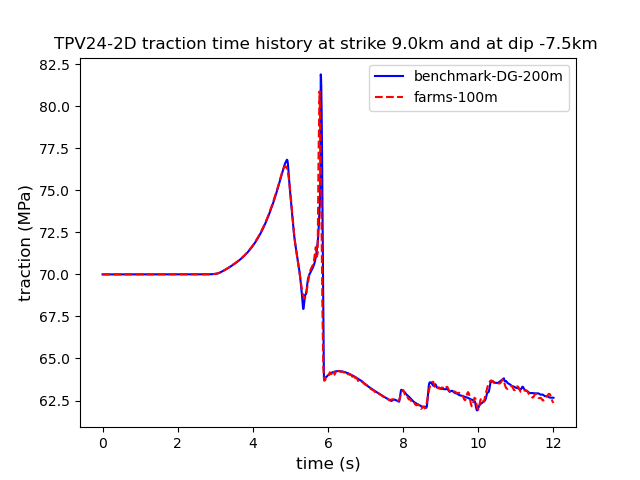 TPV24-2D traction time history at strike 9.0km and at dip -7.5km
benchmark-DG-200m
farms-100m
traction (MPa)
82.5
80.0
77.5
75.0
72.5
70.0
67.5
65.0
62.5
0 2 4 6 8 10 12
time (s)